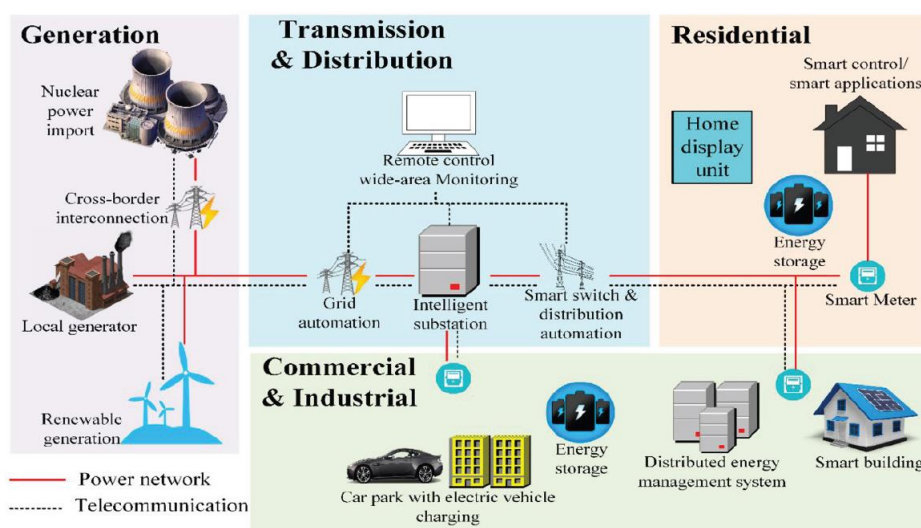 Generation
Nuclear
power
import
Cross-border
interconnection
Local generator
Renewable
generation
Transmission
& Distribution
Remote control
wide-area Monitoring
Grid
automation
Intelligent
substation
Smart switch &
distribution
automation
Residential
Smart control/
smart applications
Home
display
unit
Energy
storage
Smart Meter
Commercial
& Industrial
Car park with electric vehicle
charging
Energy
storage
Distributed energy
management system
Smart building
Power network
Telecommunication